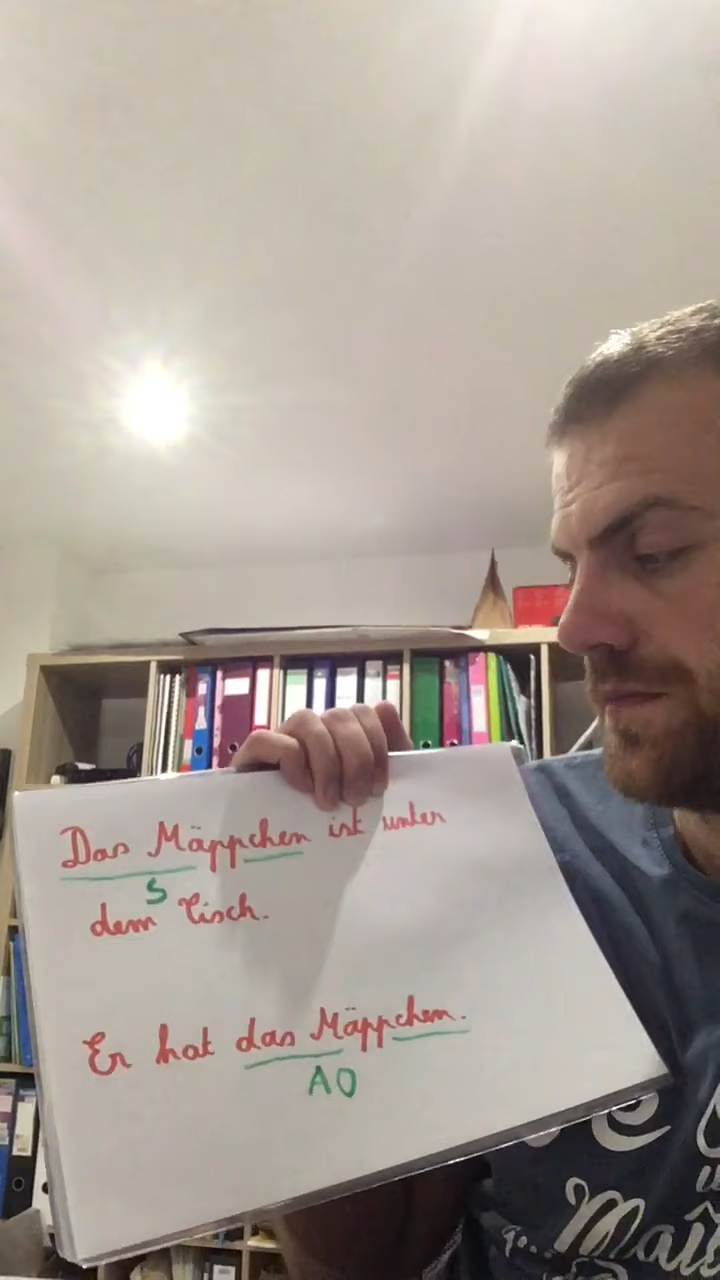 Das Mäppchen ist unter
S
dem Tisch.
Er hat das Mäppchen.
AO